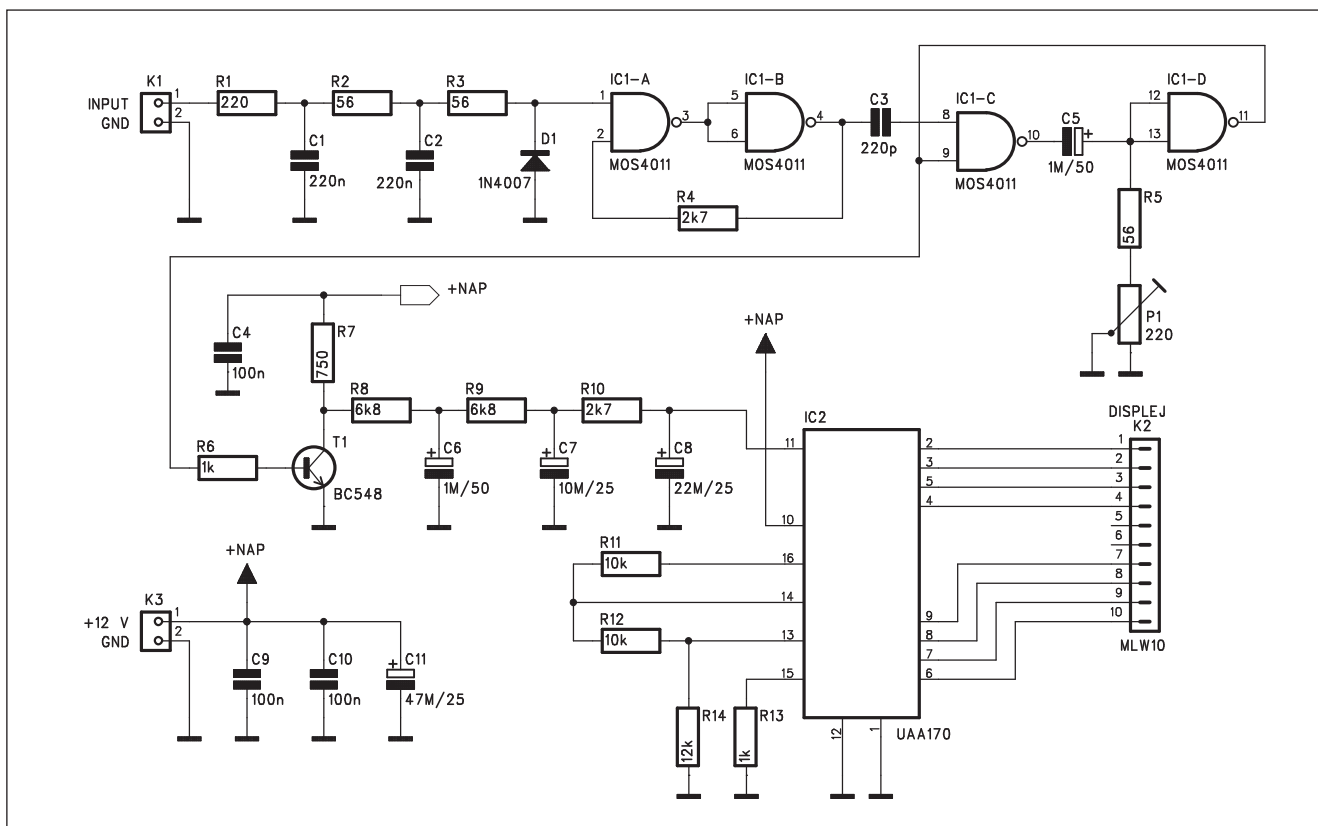 K1
INPUT 1
GND 2
R1
220
R2
56
R3
56
C1
220n
C2
220n
D1
1N4007
IC1-A
1
2
3
MOS4011
IC1-B
5
6
4
MOS4011
R4
2k7
C3
220p
IC1-C
8
9
10
MOS4011
C5
+
1M/50
IC1-D
12
13
11
MOS4011
R5
56
P1
220
+NAP
C4
100n
R7
750
R6
1k
T1
BC548
R8
6k8
R9
6k8
R10
2k7
+
C6
1M/50
+
C7
10M/25
+
C8
22M/25
+NAP
IC2
11
10
16
14
13
15
2
3
5
4
9
8
7
6
12
1
UAA170
R11
10k
R12
10k
R14
12k
R13
1k
DISPLEJ
K2
1
2
3
4
5
6
7
8
9
10
MLW10
+NAP
K3
+12 V 1
GND 2
C9
100n
C10
100n
+
C11
47M/25